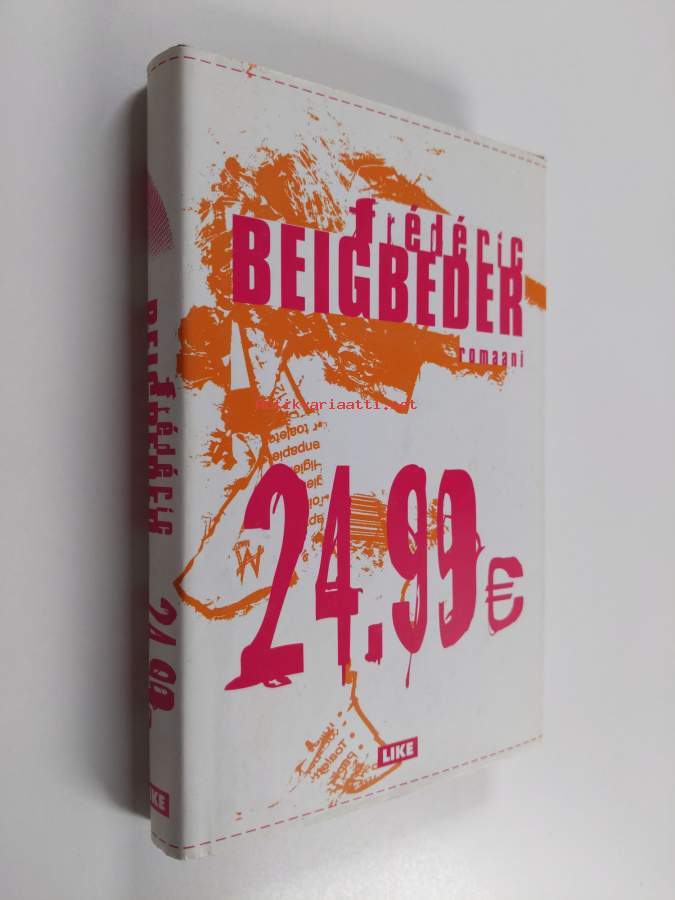 frédéric
BEIGBEDER
romaani
antikvariaatti.net
24.99€
LIKE
frédéric
BEIGBEDER
24.99€
LIKE